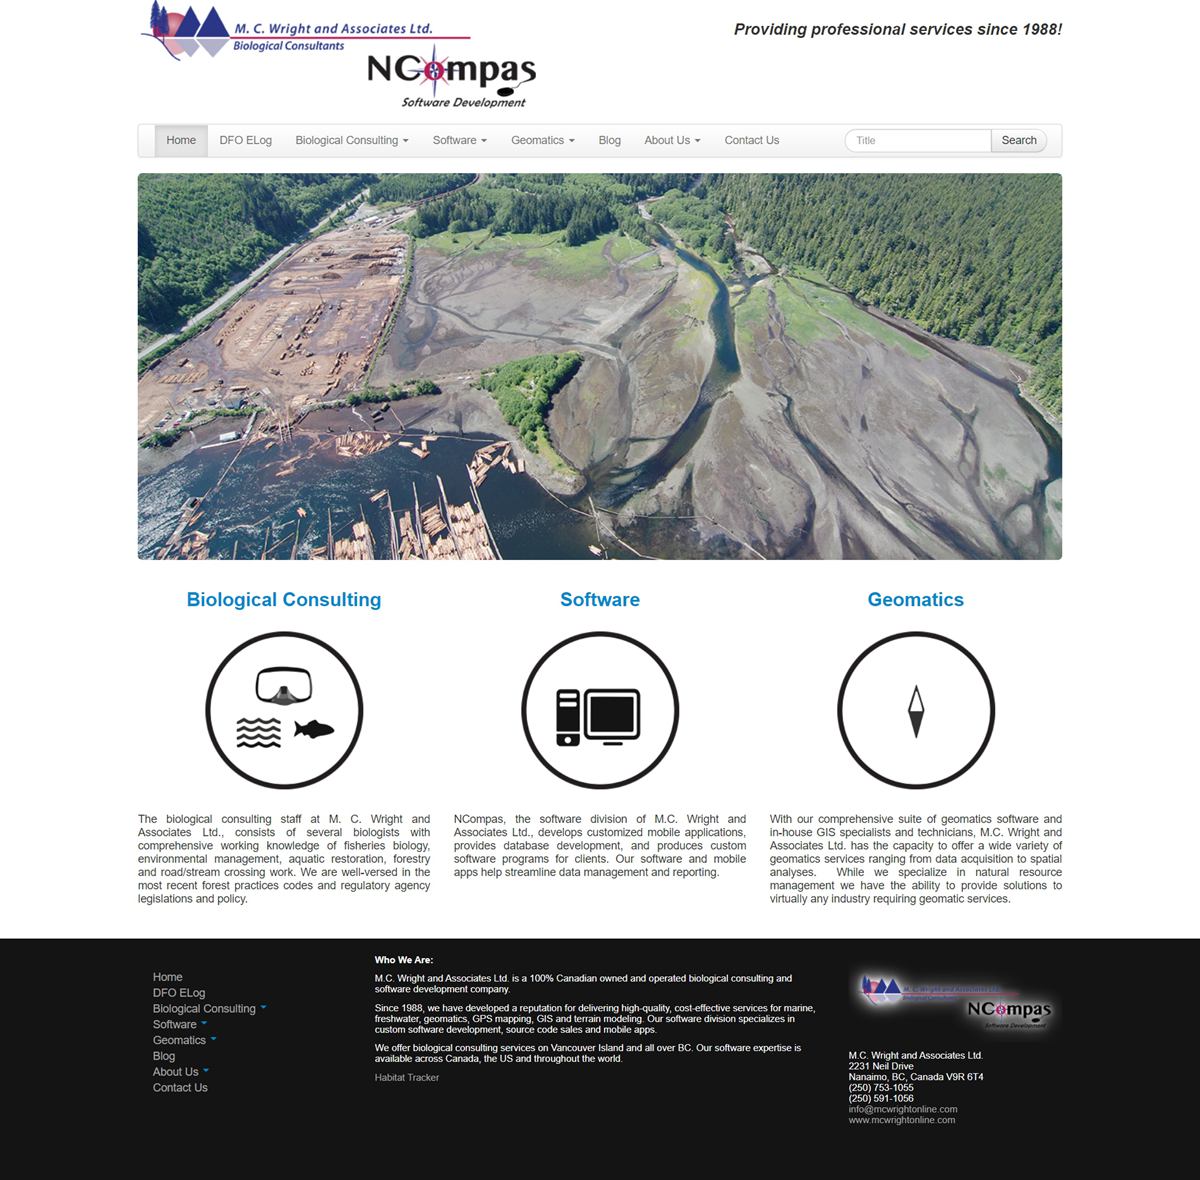 M. C. Wright and Associates Ltd.
Biological Consultants
NCompas
Software Development
Providing professional services since 1988!
Home DFO ELog Biological Consulting Software Geomatics Blog About Us Contact Us Title Search
Biological Consulting
The biological consulting staff at M. C. Wright and
Associates Ltd., consists of several biologists with
comprehensive working knowledge of fisheries biology,
environmental management, aquatic restoration, forestry
and road/stream crossing work. We are well-versed in the
most recent forest practices codes and regulatory agency
legislations and policy.
Software
NCompas, the software division of M.C. Wright and
Associates Ltd., develops customized mobile applications,
provides database development, and produces custom
software programs for clients. Our software and mobile
apps help streamline data management and reporting.
Geomatics
With our comprehensive suite of geomatics software and
in-house GIS specialists and technicians, M.C. Wright and
Associates Ltd. has the capacity to offer a wide variety of
geomatics services ranging from data acquisition to spatial
analyses. While we specialize in natural resource
management we have the ability to provide solutions to
virtually any industry requiring geomatic services.
Home
DFO ELog
Biological Consulting
Software
Geomatics
Blog
About Us
Contact Us
Who We Are:
M.C. Wright and Associates Ltd. is a 100% Canadian owned and operated biological consulting and
software development company.
Since 1988, we have developed a reputation for delivering high-quality, cost-effective services for marine,
freshwater, geomatics, GPS mapping, GIS and terrain modeling. Our software division specializes in
custom software development, source code sales and mobile apps.
We offer biological consulting services on Vancouver Island and all over BC. Our software expertise is
available across Canada, the US and throughout the world.
Habitat Tracker
M. C. Wright and Associates Ltd.
Biological Consultants
NCompas
Software Development
M.C. Wright and Associates Ltd.
2231 Neil Drive
Nanaimo, BC, Canada V9R 6T4
(250) 753-1055
(250) 591-1056
info@mcwrightonline.com
www.mcwrightonline.com